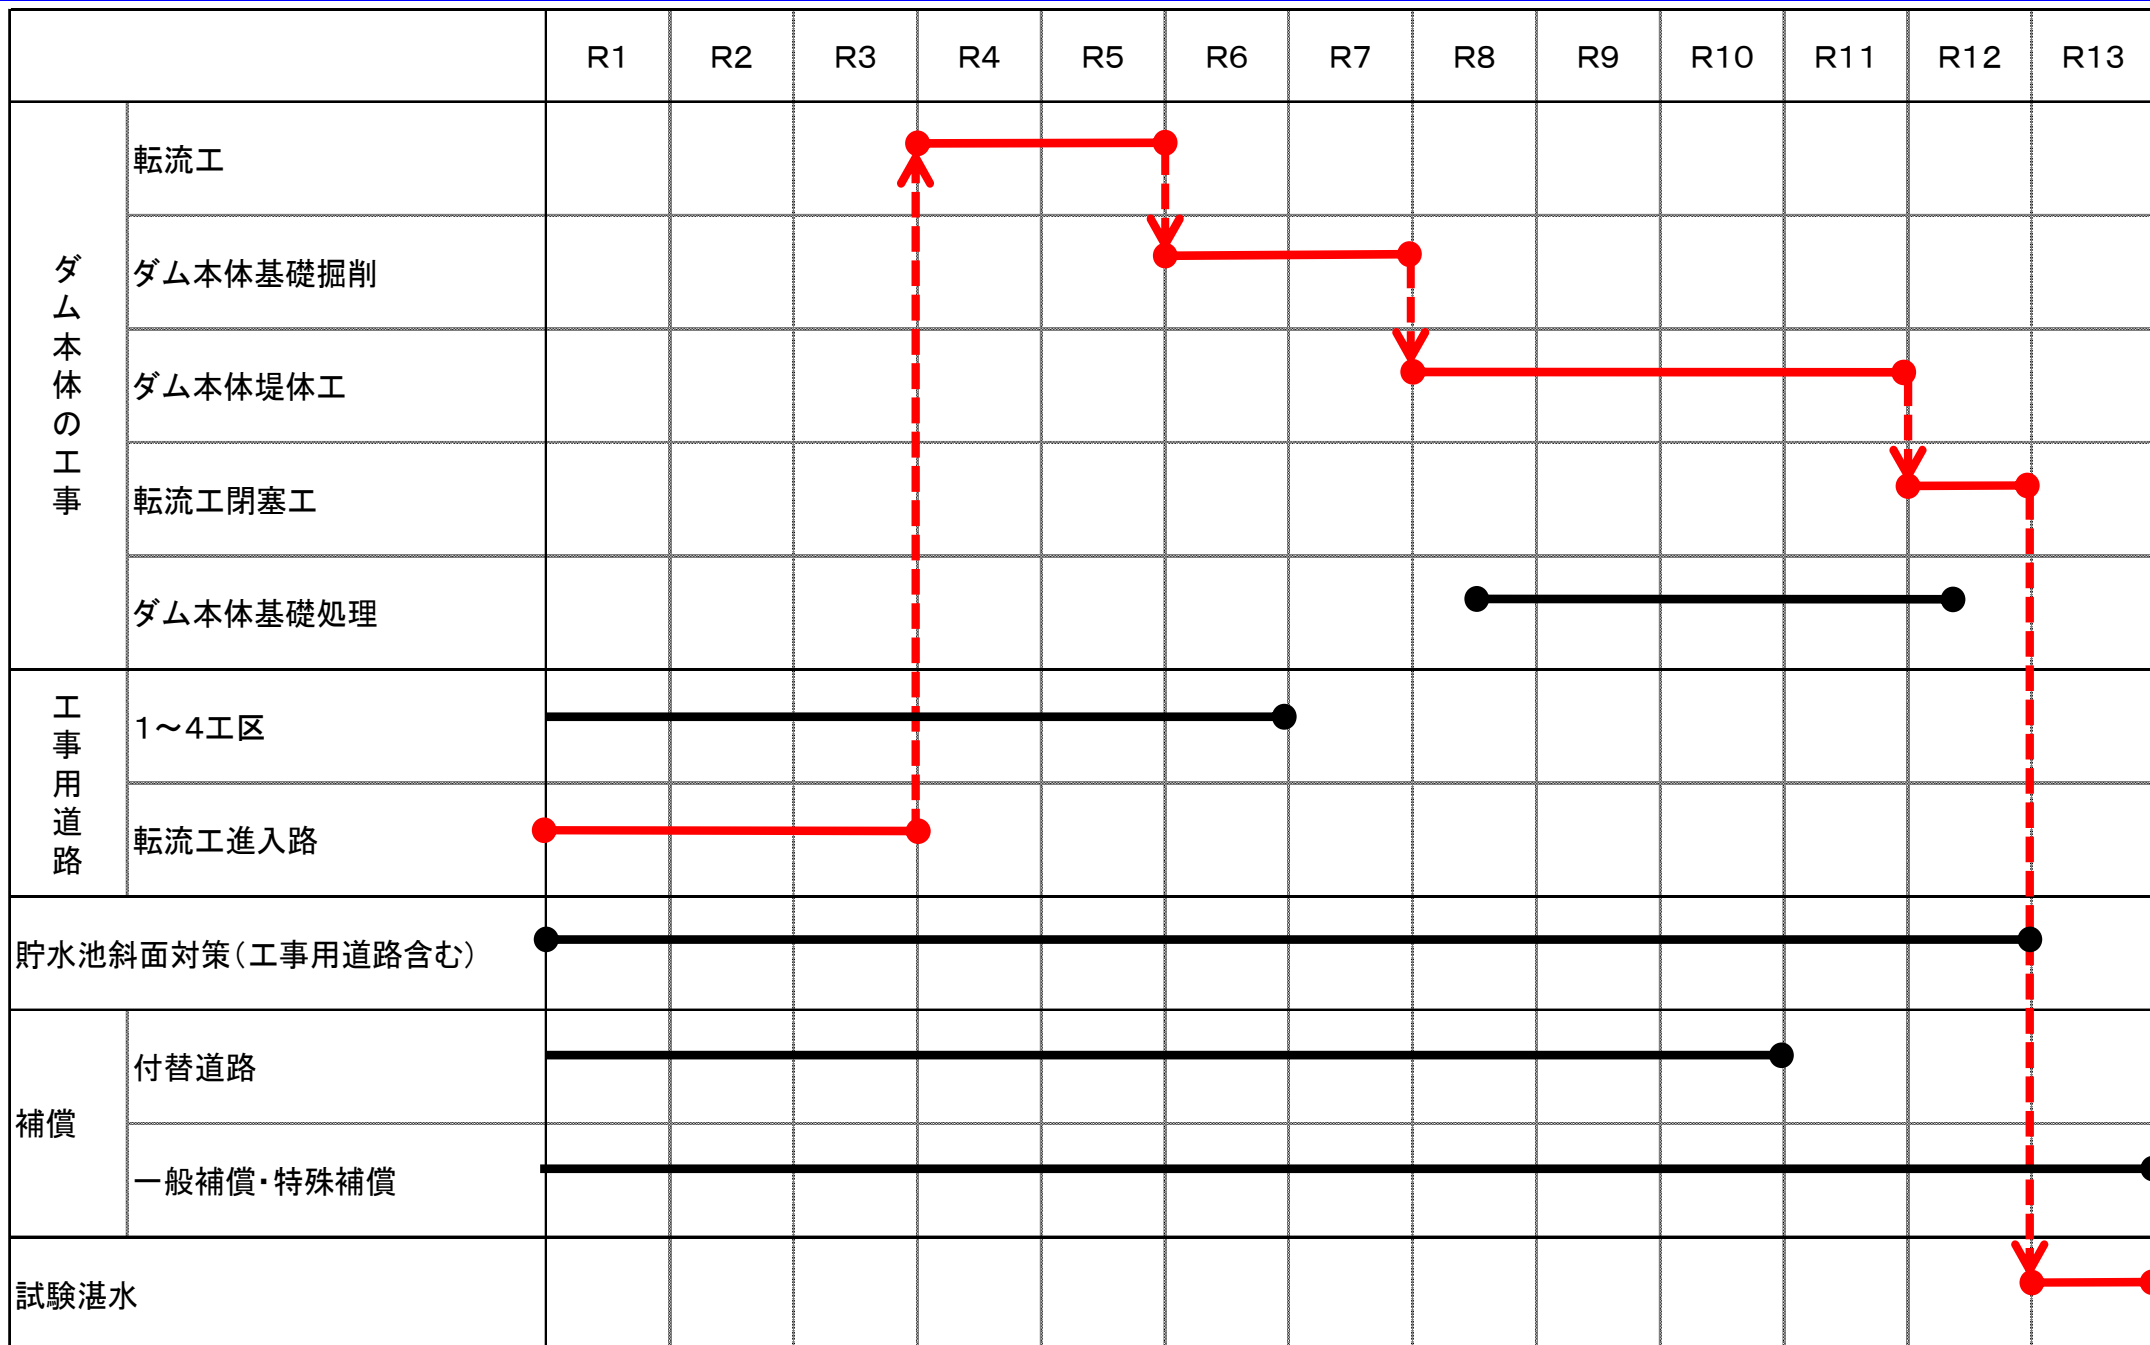 R1 R2 R3 R4 R5 R6 R7 R8 R9 R10 R11 R12 R13
ダム本体の工事
転流工
ダム本体基礎掘削
ダム本体堤体工
転流工閉塞工
ダム本体基礎処理
工事用道路
1～4工区
転流工進入路
貯水池斜面対策（工事用道路含む）
補償
付替道路
一般補償・特殊補償
試験湛水